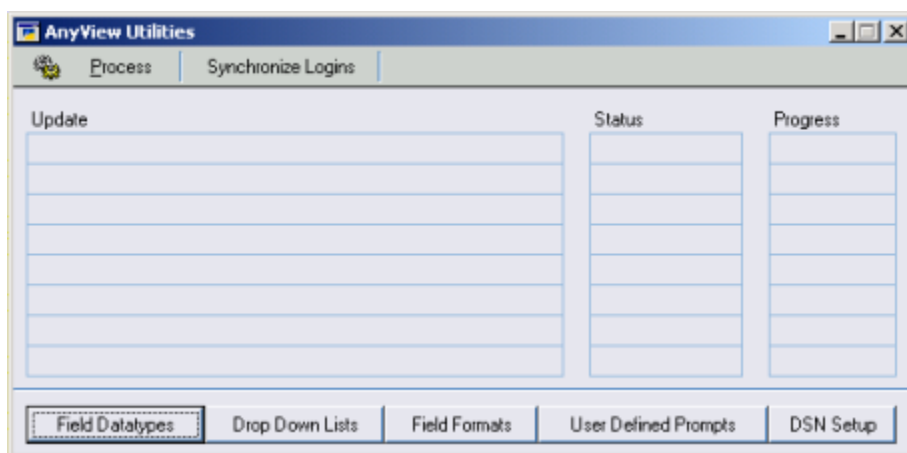 AnyView Utilities
Process Synchronize Logins
Update Status Progress
Field Datatypes Drop Down Lists Field Formats User Defined Prompts DSN Setup